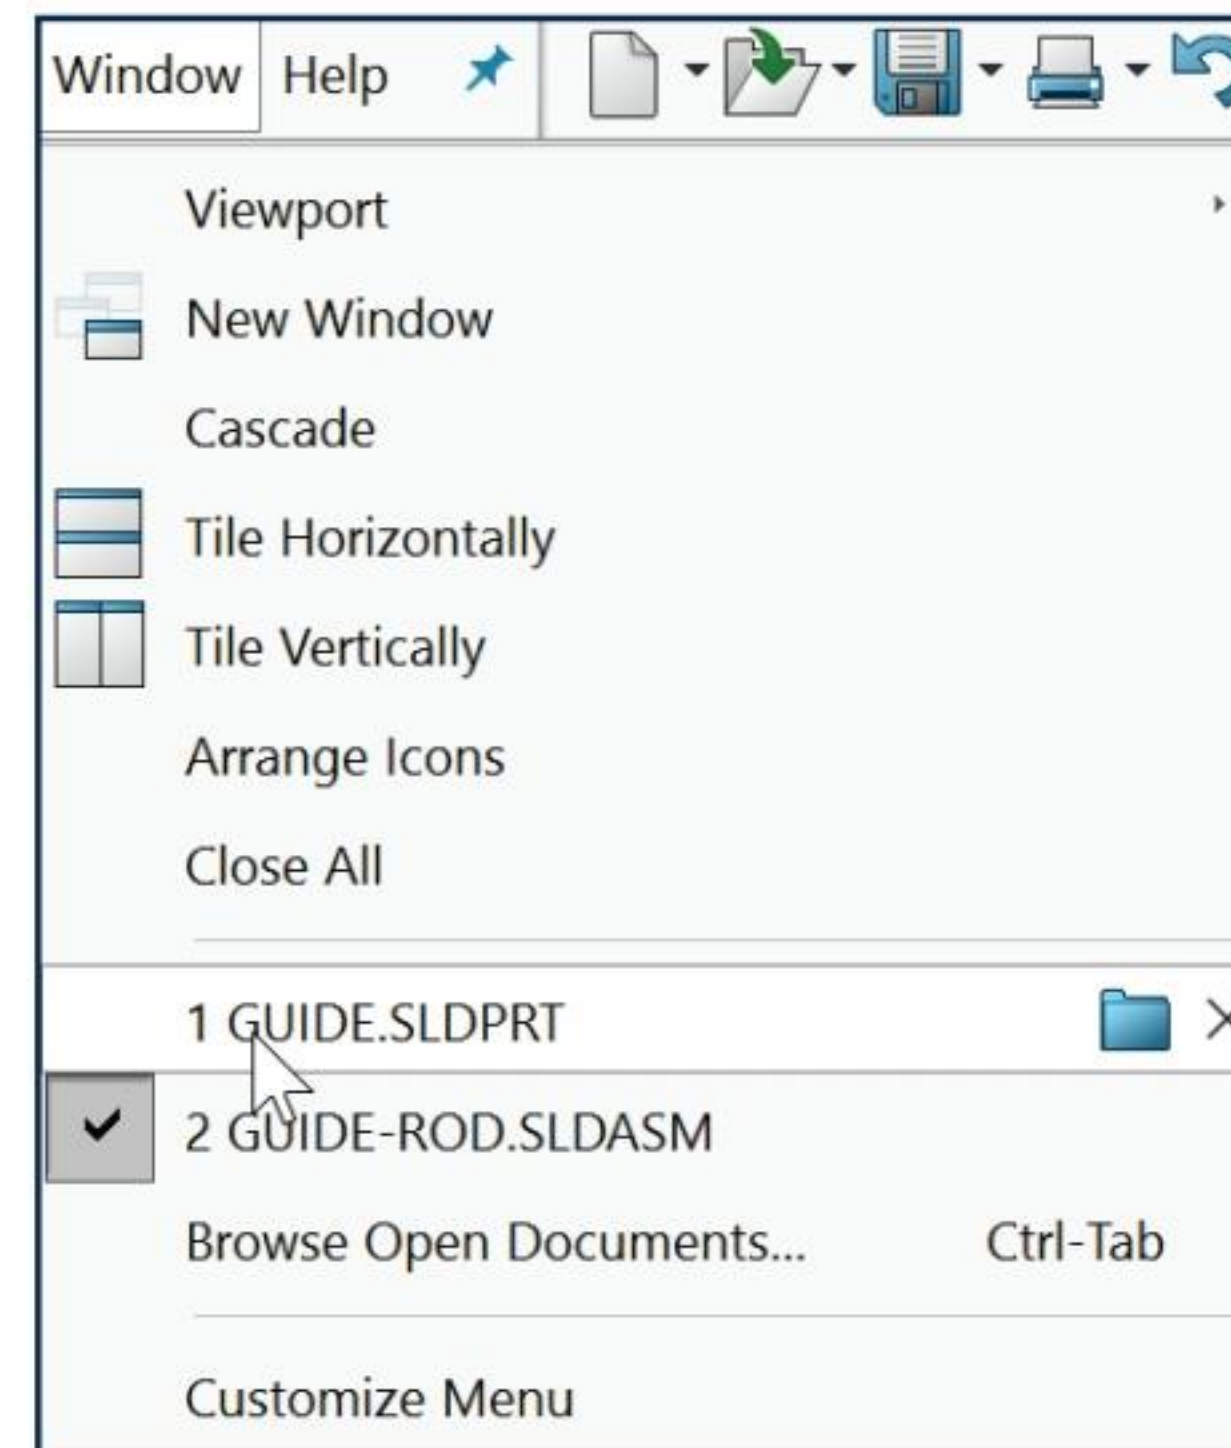 Window Help
Viewport
New Window
Cascade
Tile Horizontally
Tile Vertically
Arrange Icons
Close All
1 GUIDE.SLDPRT
2 GUIDE-ROD.SLDASM
Browse Open Documents... Ctrl-Tab
Customize Menu